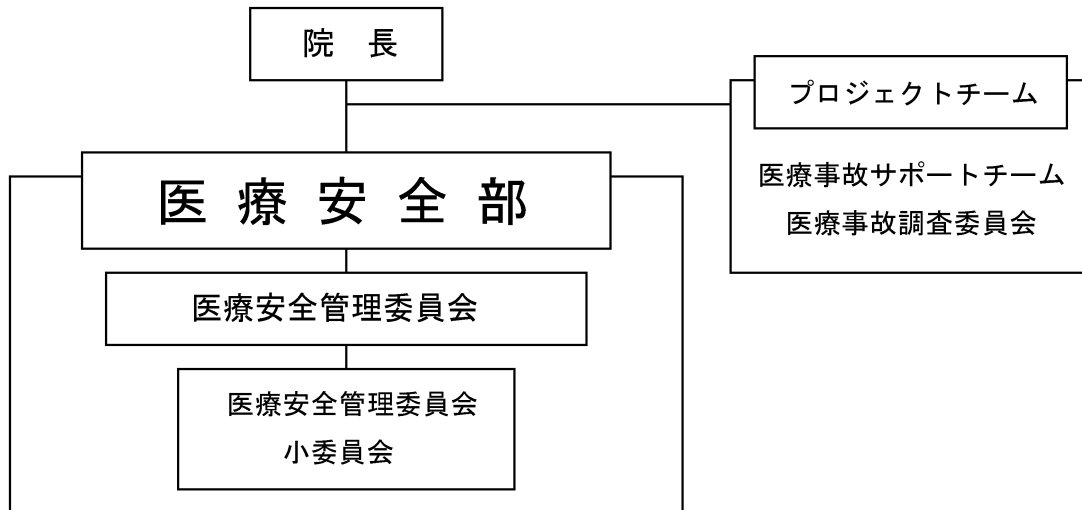 院　長
プロジェクトチーム
医療事故サポートチーム
医療事故調査委員会
医療安全部
医療安全管理委員会
医療安全管理委員会
小委員会